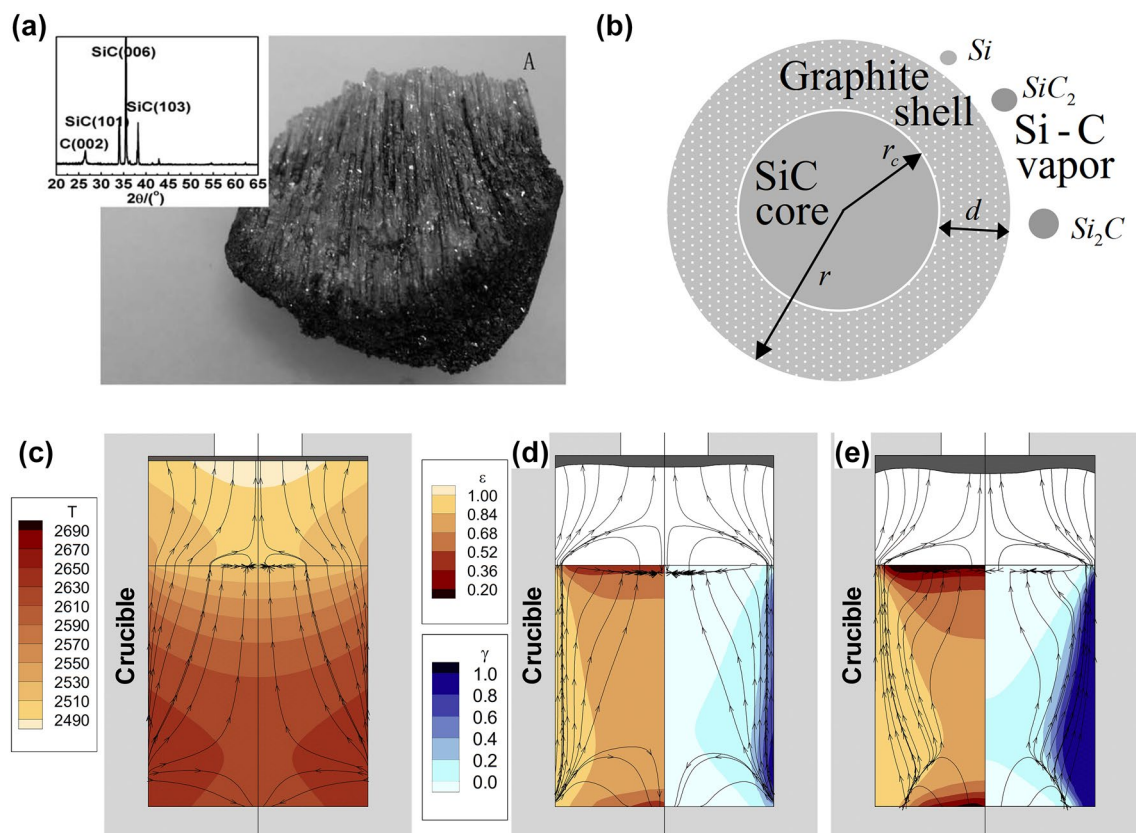 (a)
SiC(006)
SiC(103)
SiC(101)
C(002)
20 25 30 35 40 45 50 55 60 65
2θ/(°)
A
(b)
Si
Graphite
shell
SiC₂
Si - C
vapor
SiC
core
r_c
d
Si₂C
r
(c)
T
2690
2670
2650
2630
2610
2590
2570
2550
2530
2510
2490
Crucible
ε
1.00
0.84
0.68
0.52
0.36
0.20
γ
1.0
0.8
0.6
0.4
0.2
0.0
(d)
Crucible
(e)
Crucible